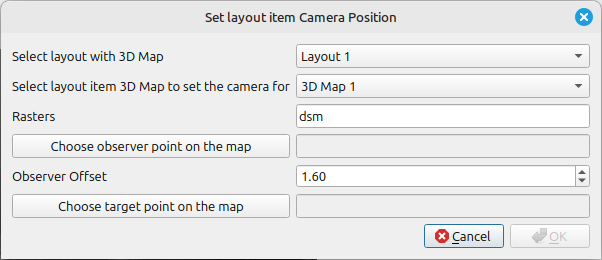 Set layout item Camera Position
Select layout with 3D Map Layout 1
Select layout item 3D Map to set the camera for 3D Map 1
Rasters dsm
Choose observer point on the map
Observer Offset 1.60
Choose target point on the map
Cancel OK